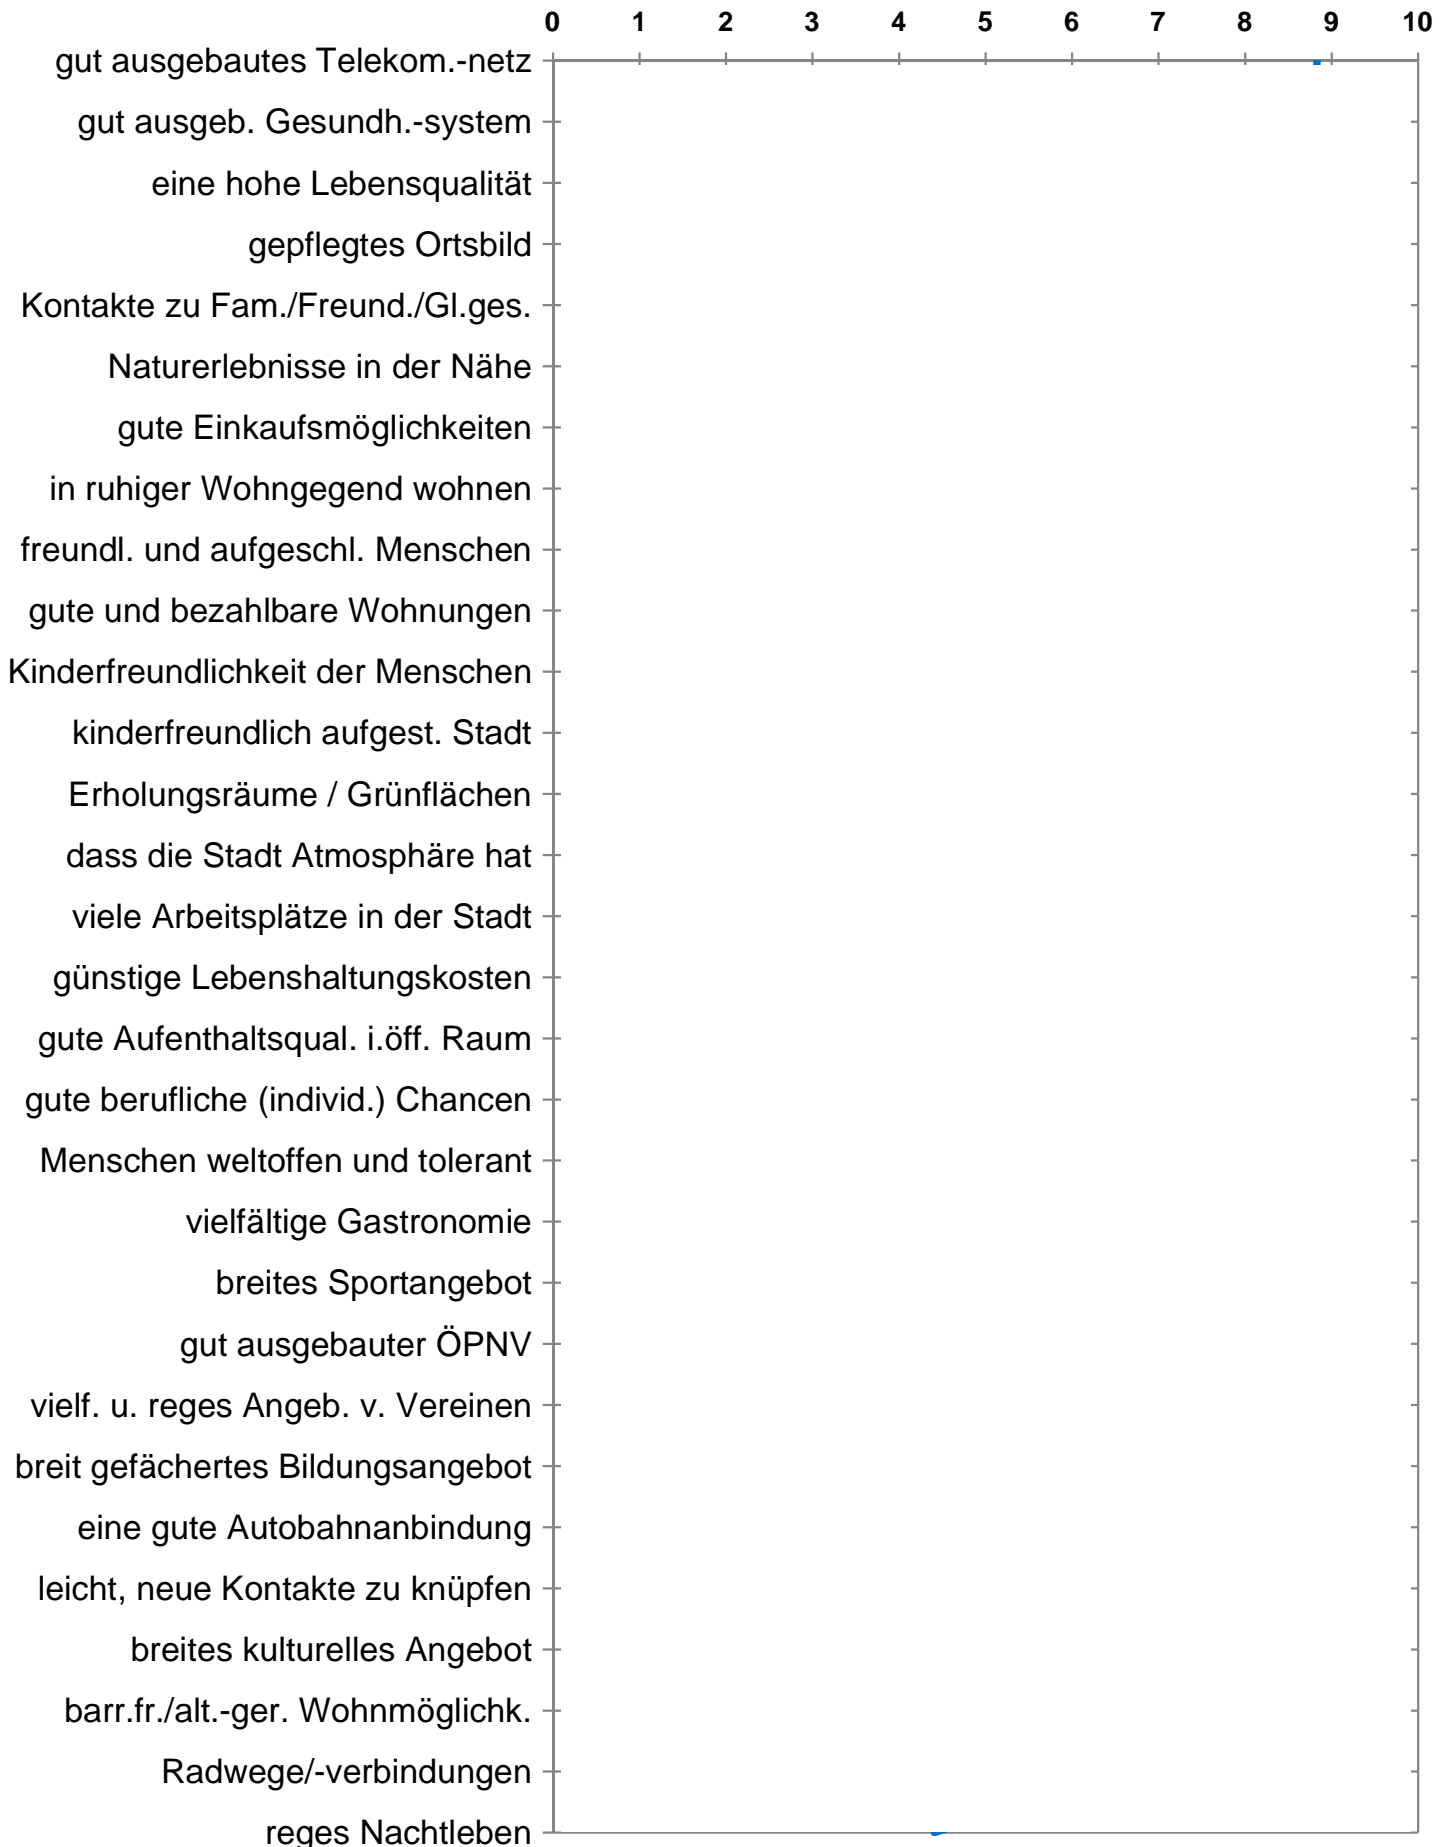 0 1 2 3 4 5 6 7 8 9 10
gut ausgebautes Telekom.-netz
gut ausgeb. Gesundh.-system
eine hohe Lebensqualität
gepflegtes Ortsbild
Kontakte zu Fam./Freund./Gl.ges.
Naturerlebnisse in der Nähe
gute Einkaufsmöglichkeiten
in ruhiger Wohngegend wohnen
freundl. und aufgeschl. Menschen
gute und bezahlbare Wohnungen
Kinderfreundlichkeit der Menschen
kinderfreundlich aufgest. Stadt
Erholungsräume / Grünflächen
dass die Stadt Atmosphäre hat
viele Arbeitsplätze in der Stadt
günstige Lebenshaltungskosten
gute Aufenthaltsqual. i.öff. Raum
gute berufliche (individ.) Chancen
Menschen weltoffen und tolerant
vielfältige Gastronomie
breites Sportangebot
gut ausgebauter ÖPNV
vielf. u. reges Angeb. v. Vereinen
breit gefächertes Bildungsangebot
eine gute Autobahnanbindung
leicht, neue Kontakte zu knüpfen
breites kulturelles Angebot
barr.fr./alt.-ger. Wohnmöglichk.
Radwege/-verbindungen
reges Nachtleben